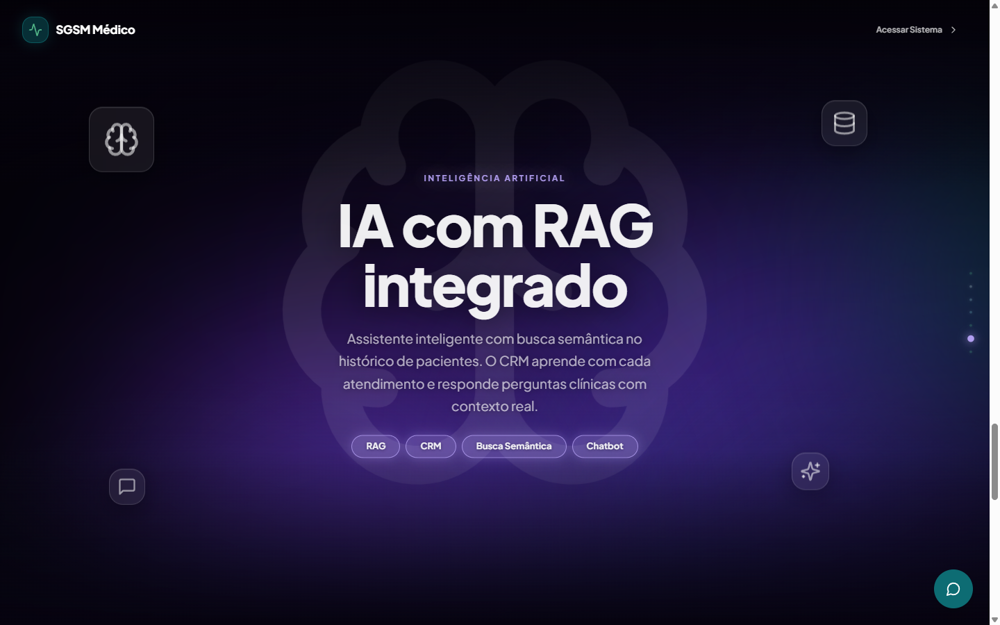 SGSM Médico
Acessar Sistema
INTELIGÊNCIA ARTIFICIAL
IA com RAG
integrado
Assistente inteligente com busca semântica no
histórico de pacientes. O CRM aprende com cada
atendimento e responde perguntas clínicas com
contexto real.
RAG
CRM
Busca Semântica
Chatbot